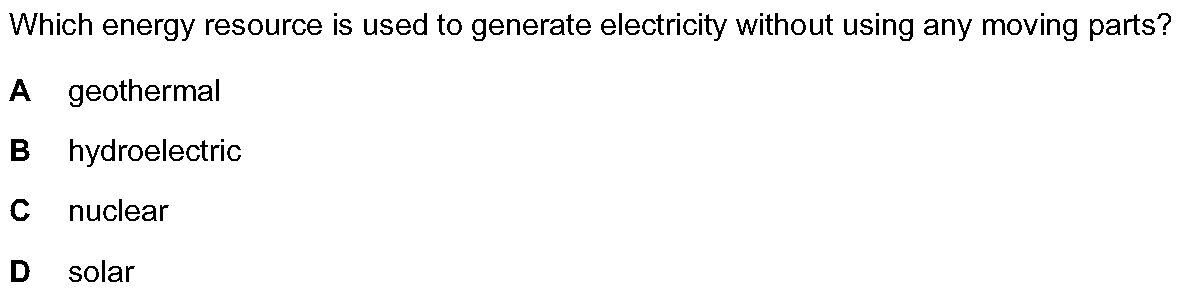 Which energy resource is used to generate electricity without using any moving parts?
A geothermal
B hydroelectric
C nuclear
D solar